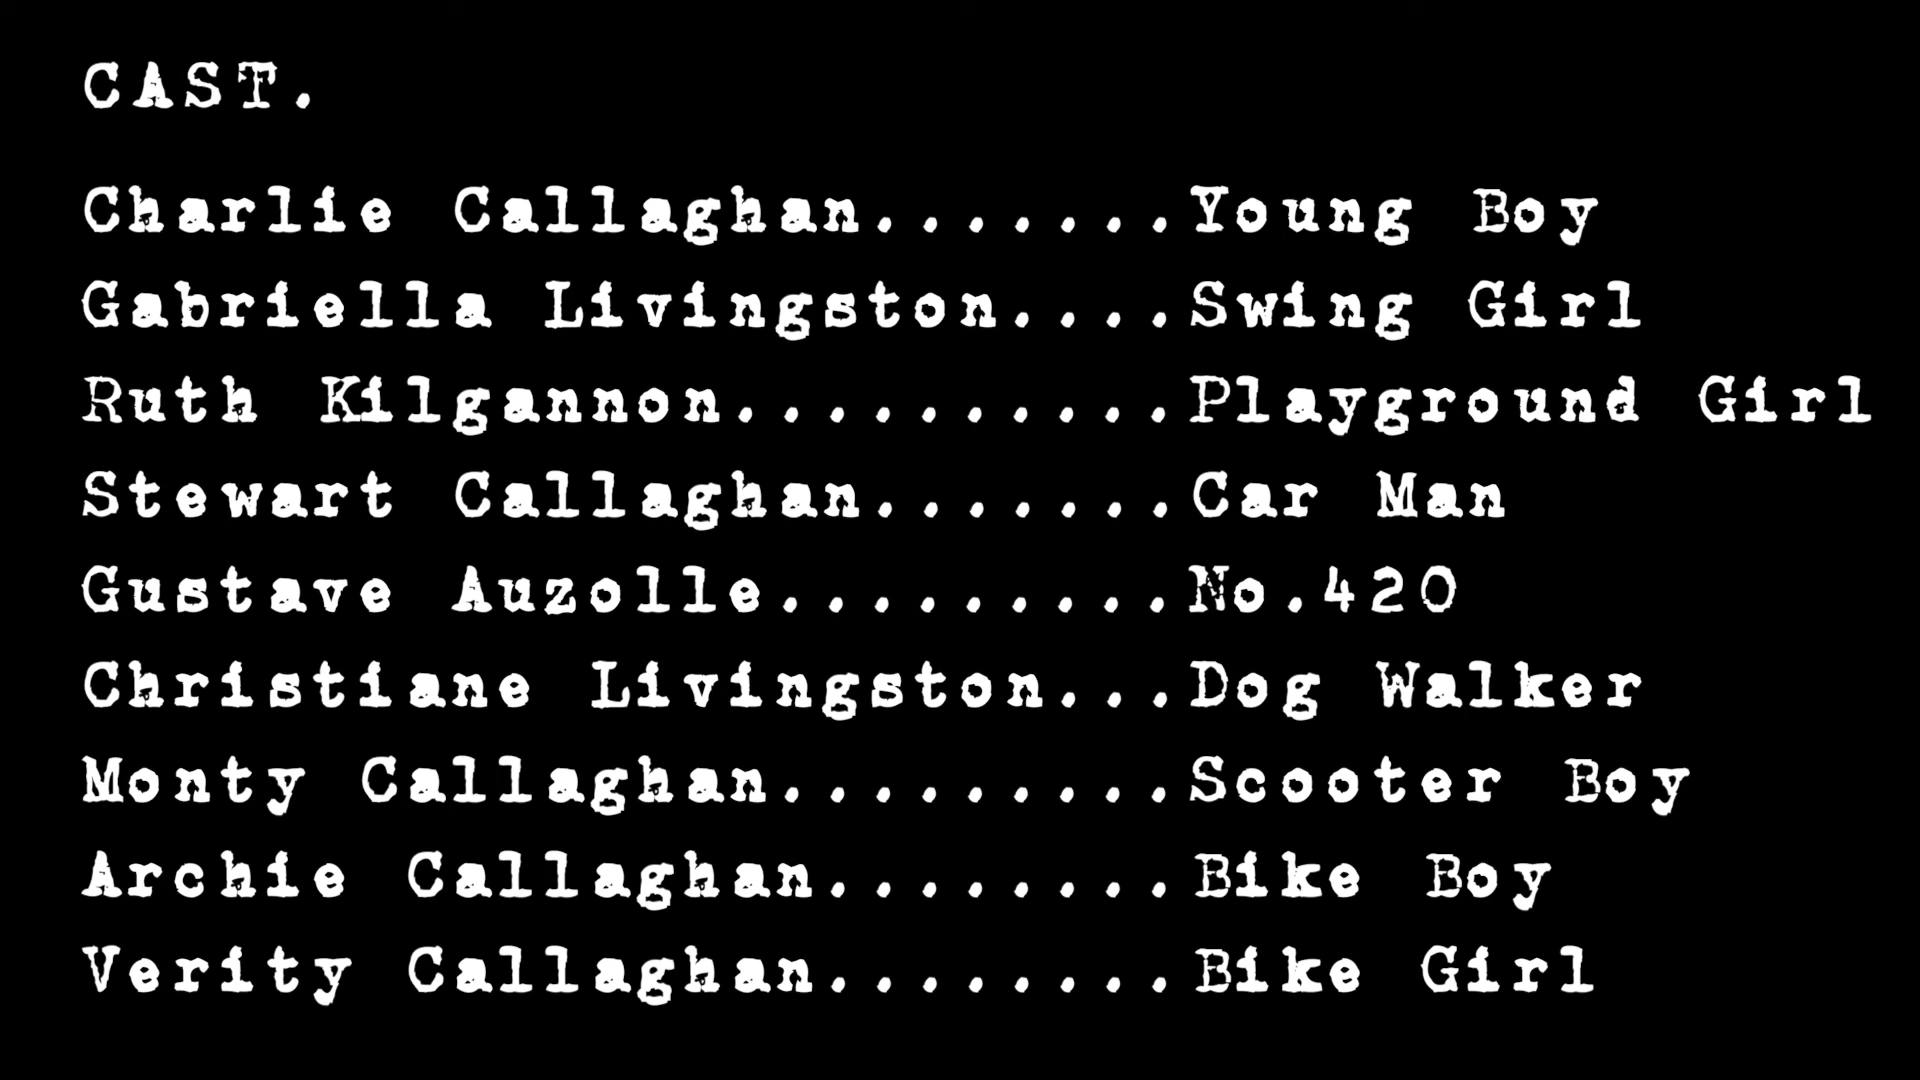 CAST.
Charlie Callaghan.......Young Boy
Gabriella Livingston....Swing Girl
Ruth Kilgannon..........Playground Girl
Stewart Callaghan.......Car Man
Gustave Auzolle.........No.420
Christiane Livingston...Dog Walker
Monty Callaghan.........Scooter Boy
Archie Callaghan........Bike Boy
Verity Callaghan........Bike Girl